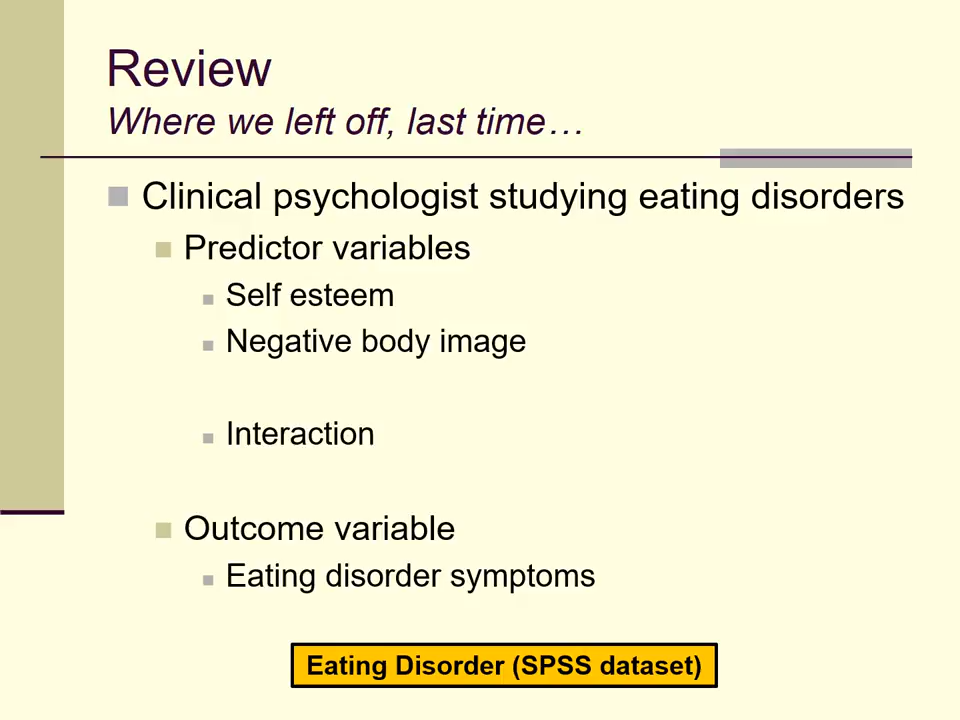 Review
Where we left off, last time…
Clinical psychologist studying eating disorders
Predictor variables
Self esteem
Negative body image
Interaction
Outcome variable
Eating disorder symptoms
Eating Disorder (SPSS dataset)